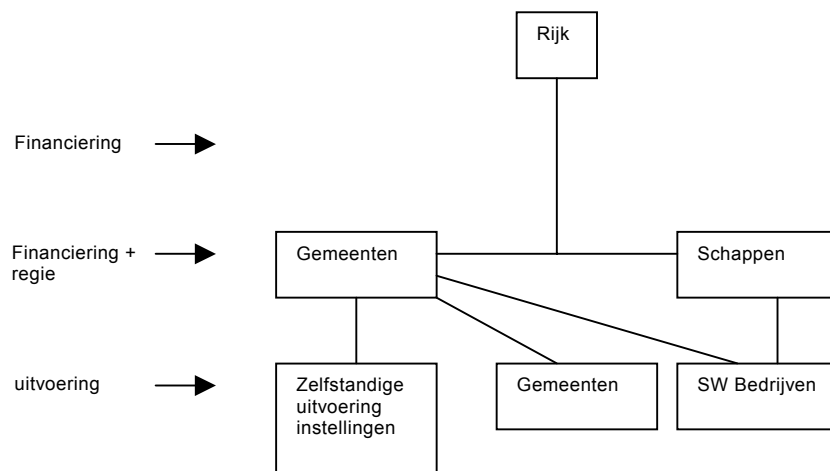 Rijk
Financiering
Financiering +
regie
Gemeenten
Schappen
uitvoering
Zelfstandige
uitvoering
instellingen
Gemeenten
SW Bedrijven